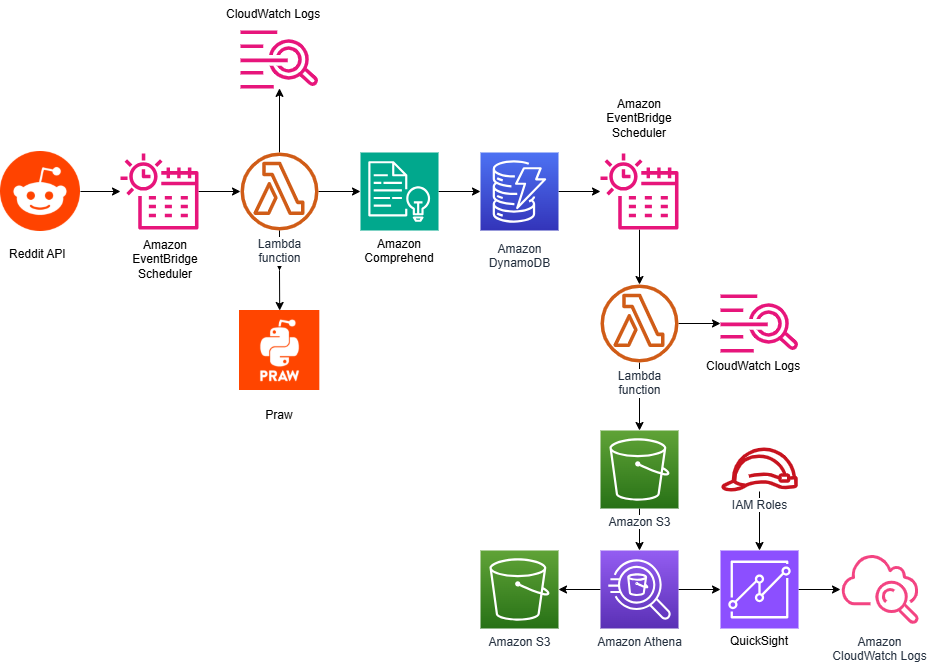 CloudWatch Logs
Amazon
EventBridge
Scheduler
Reddit API
Amazon
EventBridge
Scheduler
Lambda
function
Amazon
Comprehend
Amazon
DynamoDB
PRAW
Praw
Lambda
function
CloudWatch Logs
Amazon S3
IAM Roles
Amazon S3
Amazon Athena
QuickSight
Amazon
CloudWatch Logs